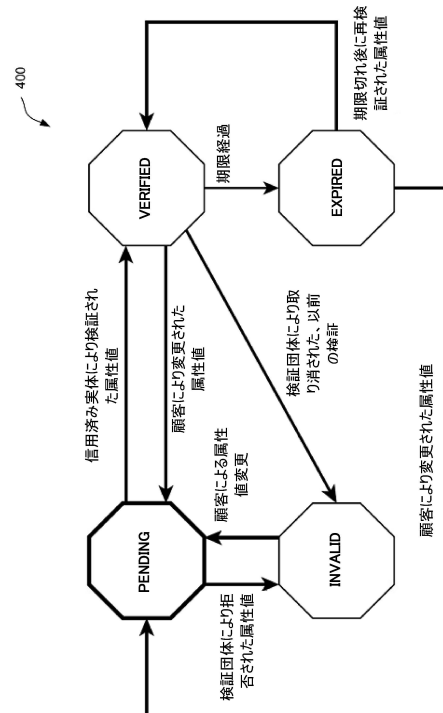 400
信用済み実体により検証され
た属性値
VERIFIED
期限切れ後に再検
証された属性値
顧客により変更された
属性値
期限経過
PENDING
顧客による属性
値変更
検証団体により取
り消された、以前
の検証
EXPIRED
検証団体により拒
否された属性値
INVALID
顧客により変更された属性値